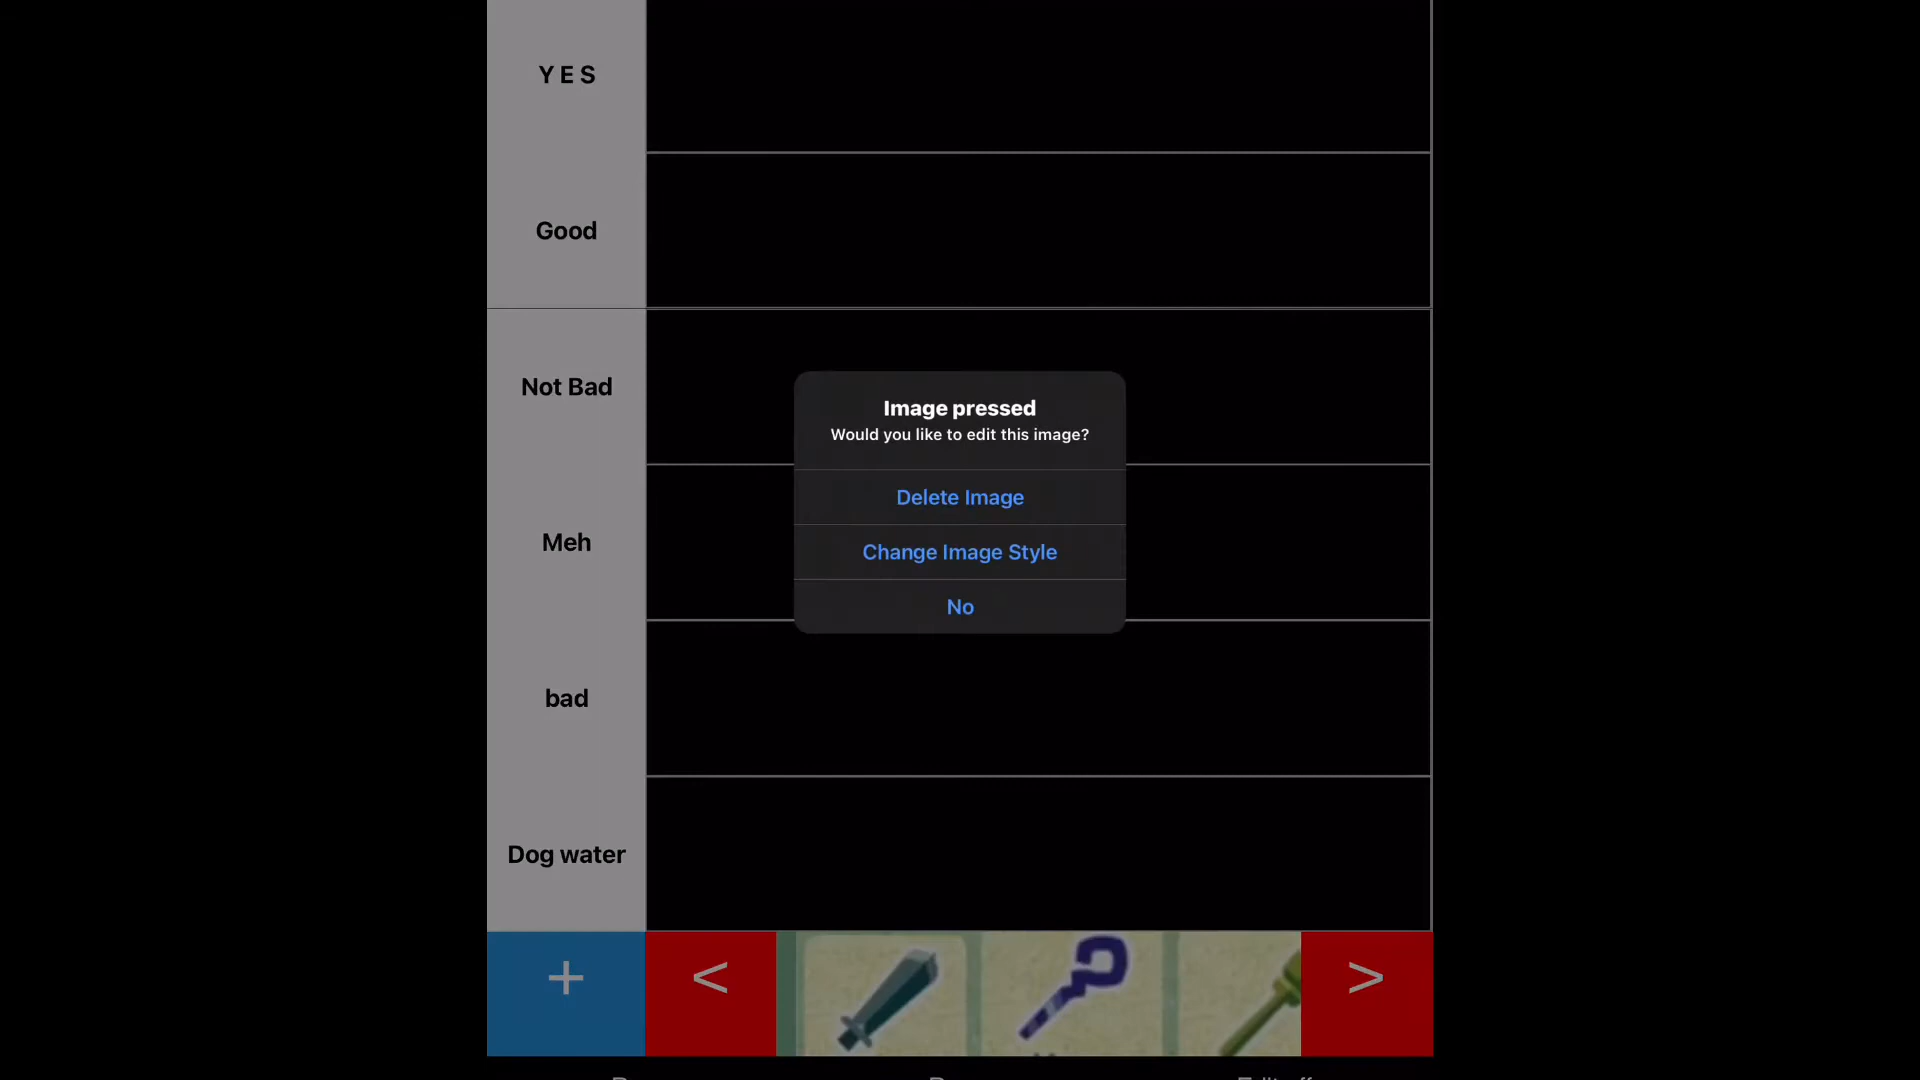 Y E S
Good
Not Bad
Image pressed
Would you like to edit this image?
Delete Image
Change Image Style
No
Meh
bad
Dog water
+
<
>